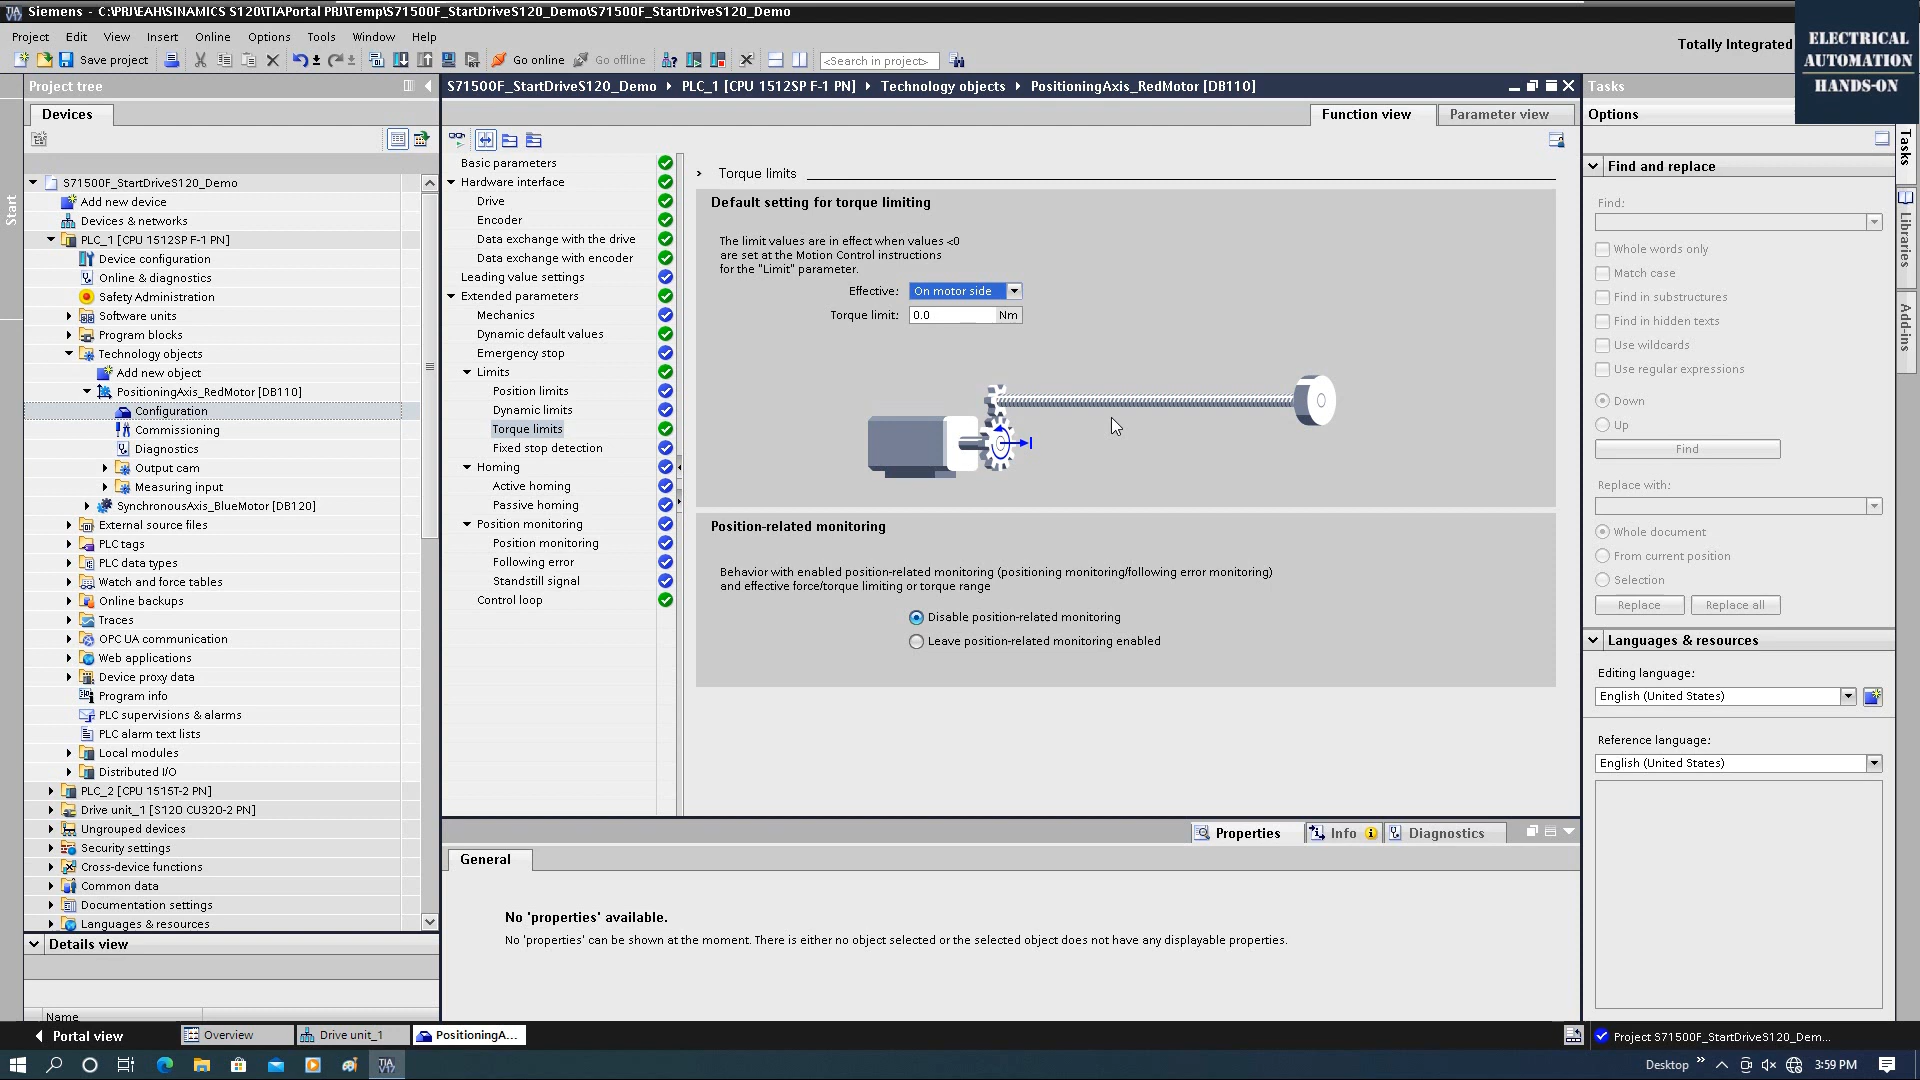 Siemens - C:\PRJ\EAH\SINAMICS S120\TIAPortal PRJ\Temp\S71500F_StartDriveS120_Demo\S71500F_StartDriveS120_Demo
Project Edit View Insert Online Options Tools Window Help
Totally Integrated
ELECTRICAL
AUTOMATION
HANDS-ON
Save project
Go online
Go offline
<Search in project>
Project tree
S71500F_StartDriveS120_Demo PLC_1 [CPU 1512SP F-1 PN] Technology objects PositioningAxis_RedMotor [DB110]
Tasks
Devices
Function view
Parameter view
Options
Start
S71500F_StartDriveS120_Demo
Add new device
Devices & networks
PLC_1 [CPU 1512SP F-1 PN]
Device configuration
Online & diagnostics
Safety Administration
Software units
Program blocks
Technology objects
Add new object
PositioningAxis_RedMotor [DB110]
Configuration
Commissioning
Diagnostics
Output cam
Measuring input
SynchronousAxis_BlueMotor [DB120]
External source files
PLC tags
PLC data types
Watch and force tables
Online backups
Traces
OPC UA communication
Web applications
Device proxy data
Program info
PLC supervisions & alarms
PLC alarm text lists
Local modules
Distributed I/O
PLC_2 [CPU 1515T-2 PN]
Drive unit_1 [S120 CU320-2 PN]
Ungrouped devices
Security settings
Cross-device functions
Common data
Documentation settings
Languages & resources
Details view
Name
Basic parameters
Hardware interface
Drive
Encoder
Data exchange with the drive
Data exchange with encoder
Leading value settings
Extended parameters
Mechanics
Dynamic default values
Emergency stop
Limits
Position limits
Dynamic limits
Torque limits
Fixed stop detection
Homing
Active homing
Passive homing
Position monitoring
Position monitoring
Following error
Standstill signal
Control loop
Torque limits
Default setting for torque limiting
The limit values are in effect when values <0
are set at the Motion Control instructions
for the "Limit" parameter.
Effective: On motor side
Torque limit: 0.0 Nm
Position-related monitoring
Behavior with enabled position-related monitoring (positioning monitoring/following error monitoring)
and effective force/torque limiting or torque range
Disable position-related monitoring
Leave position-related monitoring enabled
Properties
Info
Diagnostics
General
No 'properties' available.
No 'properties' can be shown at the moment. There is either no object selected or the selected object does not have any displayable properties.
Find and replace
Find:
Whole words only
Match case
Find in substructures
Find in hidden texts
Use wildcards
Use regular expressions
Down
Up
Find
Replace with:
Whole document
From current position
Selection
Replace
Replace all
Languages & resources
Editing language:
English (United States)
Reference language:
English (United States)
Tasks
Libraries
Add-ins
Portal view
Overview
Drive unit_1
PositioningA...
Project S71500F_StartDriveS120_Dem...
Desktop
3:59 PM